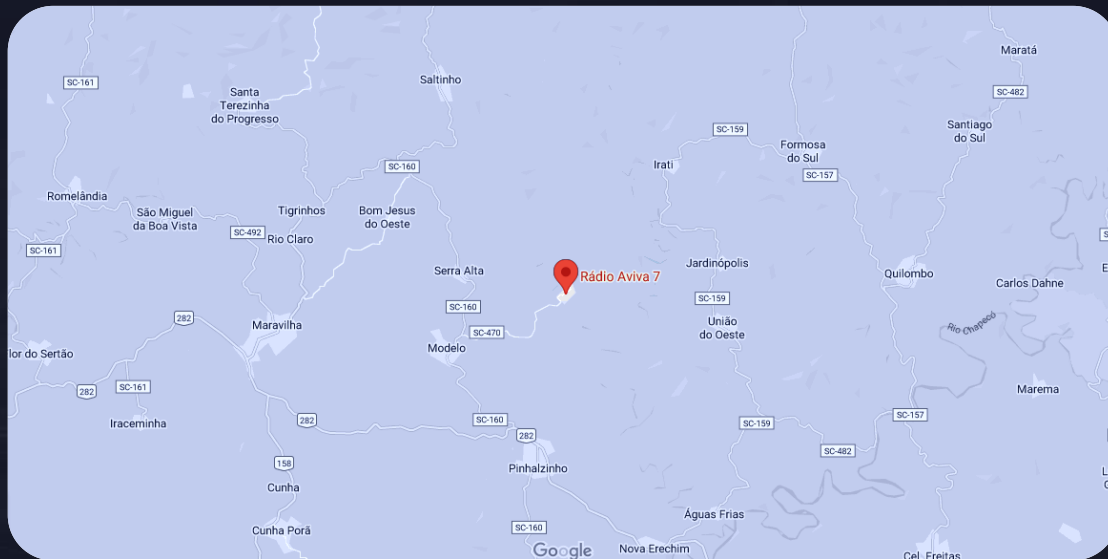 Maratá
SC-161
Saltinho
Santa
Terezinha
do Progresso
SC-482
SC-159
Santiago
do Sul
Formosa
do Sul
SC-160
Irati
SC-157
Romelândia
São Miguel
da Boa Vista
Tigrinhos
Bom Jesus
do Oeste
SC-492
Rio Claro
SC-161
Serra Alta
Rádio Aviva 7
Jardinópolis
Quilombo
Carlos Dahne
SC-160
SC-159
282
Maravilha
SC-470
União
do Oeste
Rio Chapecó
Modelo
lor do Sertão
282
SC-161
Marema
Iraceminha
282
SC-160
SC-157
SC-159
282
SC-482
158
Pinhalzinho
Cunha
Águas Frias
Cunha Porã
SC-160
Google
Nova Erechim
Cel. Freitas